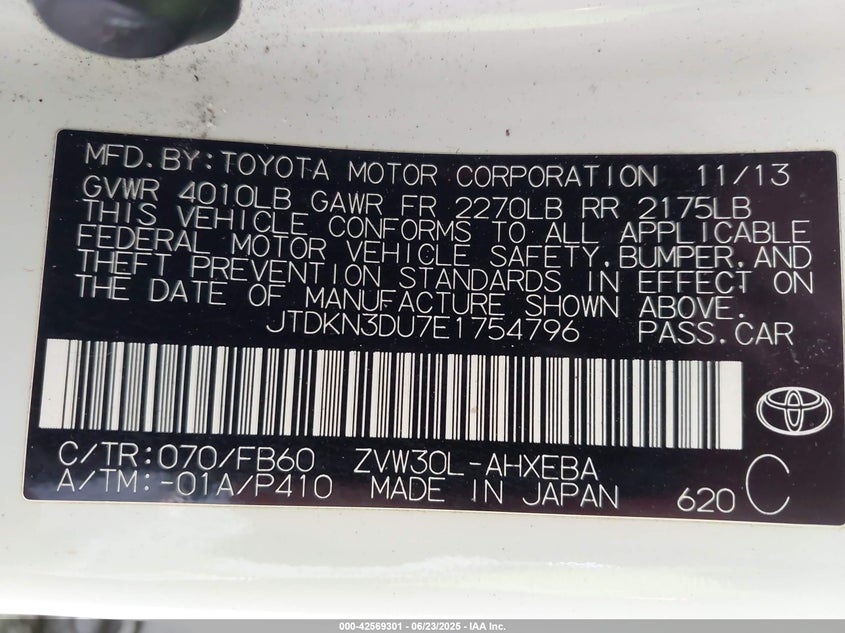 MFD.BY:TOYOTA MOTOR CORPORATION 11/13
GVWR 4010LB GAWR FR 2270LB RR 2175LB
THIS VEHICLE CONFORMS TO ALL APPLICABLE
FEDERAL MOTOR VEHICLE SAFETY,BUMPER,AND
THEFT PREVENTION STANDARDS IN EFFECT ON
THE DATE OF MANUFACTURE SHOWN ABOVE.
JTDKN3DU7E1754796 PASS.CAR
C/TR:070/FB60 ZVW30L-AHXEBA
A/TM:-01A/P410 MADE IN JAPAN 620 C
000-42569301 - 06/23/2025 - IAA Inc.